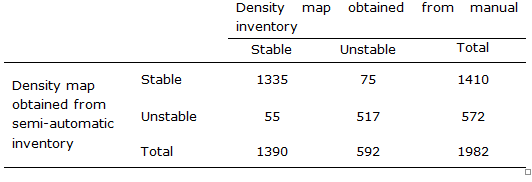 Density map obtained from manual
inventory
Stable Unstable Total
Density map
obtained from
semi-automatic
inventory
Stable 1335 75 1410
Unstable 55 517 572
Total 1390 592 1982